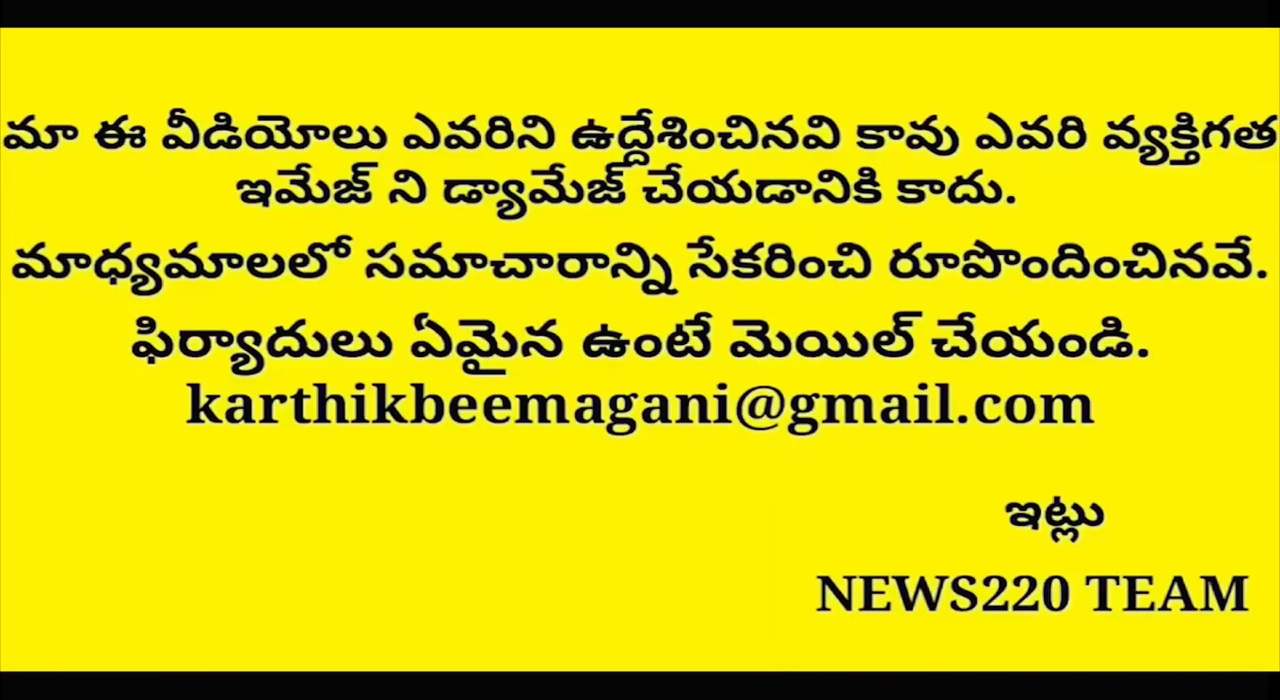 మా ఈ వీడియోలు ఎవరిని ఉద్దేశించినవి కావు ఎవరి వ్యక్తిగత
ఇమేజ్ ని డ్యామేజ్ చేయడానికి కాదు.
మాధ్యమాలలో సమాచారాన్ని సేకరించి రూపొందించినవే.
ఫిర్యాదులు ఏమైన ఉంటే మెయిల్ చేయండి.
karthikbeemagani@gmail.com
ఇట్లు
NEWS220 TEAM